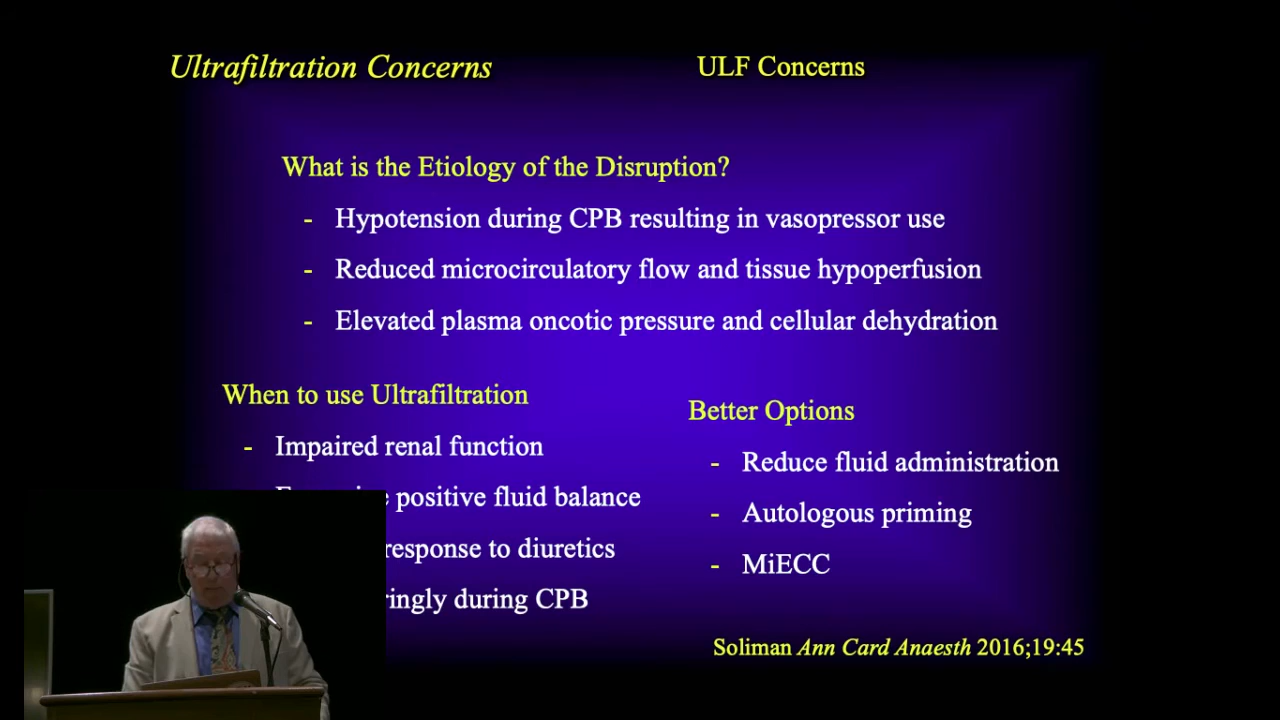 Ultrafiltration Concerns
ULF Concerns
What is the Etiology of the Disruption?
- Hypotension during CPB resulting in vasopressor use
- Reduced microcirculatory flow and tissue hypoperfusion
- Elevated plasma oncotic pressure and cellular dehydration
When to use Ultrafiltration
- Impaired renal function
positive fluid balance
response to diuretics
during CPB
Better Options
- Reduce fluid administration
- Autologous priming
- MiECC
Soliman Ann Card Anaesth 2016;19:45